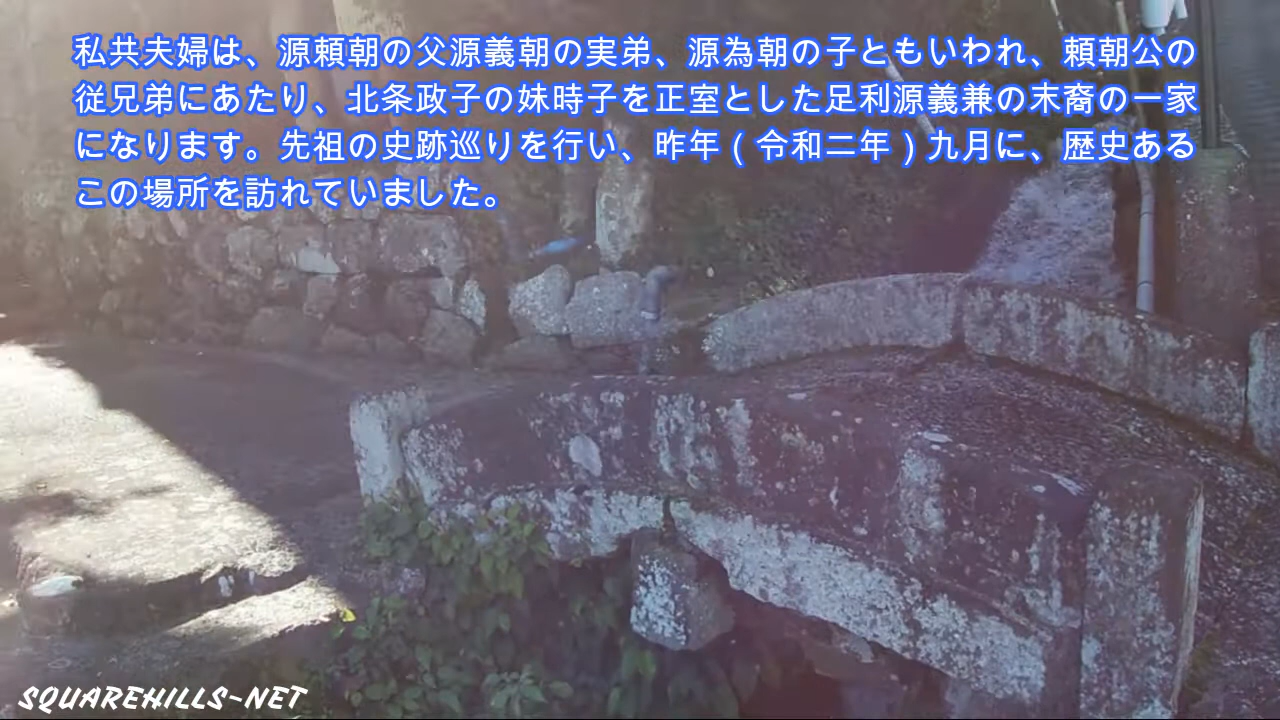 私共夫婦は、源頼朝の父源義朝の実弟、源為朝の子ともいわれ、頼朝公の
従兄弟にあたり、北条政子の妹時子を正室とした足利源義兼の末裔の一家
になります。先祖の史跡巡りを行い、昨年(令和二年)九月に、歴史ある
この場所を訪れていました。
SQUAREHILLS-NET